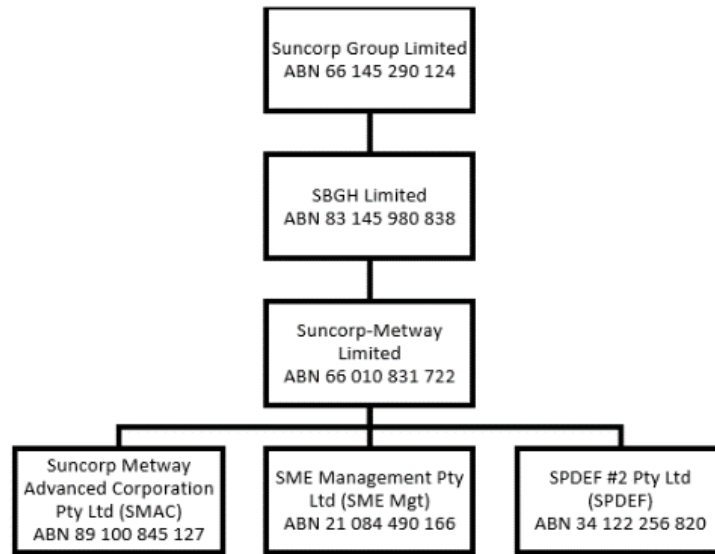 Suncorp Group Limited
ABN 66 145 290 124
SBGH Limited
ABN 83 145 980 838
Suncorp-Metway
Limited
ABN 66 010 831 722
Suncorp Metway
Advanced Corporation
Pty Ltd (SMAC)
ABN 89 100 845 127
SME Management Pty
Ltd (SME Mgt)
ABN 21 084 490 166
SPDEF #2 Pty Ltd
(SPDEF)
ABN 34 122 256 820